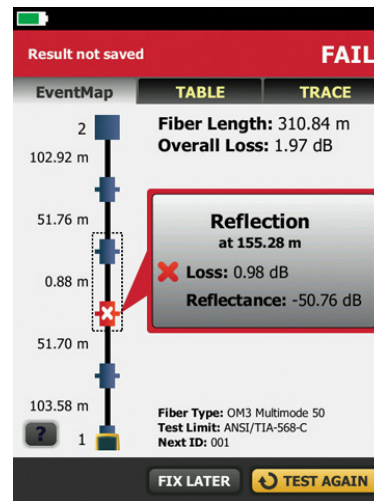 Result not saved
FAIL
EventMap
TABLE
TRACE
2
102.92 m
51.76 m
0.88 m
51.70 m
103.58 m
1
?
Fiber Length: 310.84 m
Overall Loss: 1.97 dB
Reflection
at 155.28 m
Loss: 0.98 dB
Reflectance: -50.76 dB
Fiber Type: OM3 Multimode 50
Test Limit: ANSI/TIA-568-C
Next ID: 001
FIX LATER
TEST AGAIN